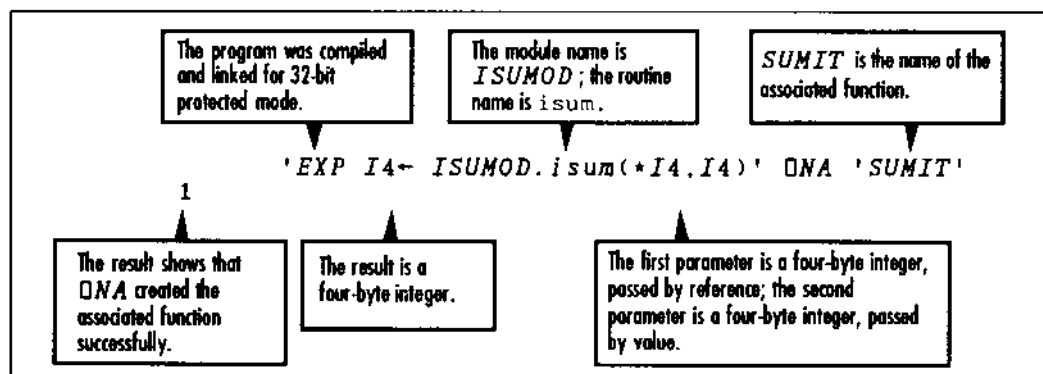 The program was compiled
and linked for 32-bit
protected mode.
The module name is
ISUMOD; the routine
name is isum.
SUMIT is the name of the
associated function.
'EXP I4← ISUMOD.isum(*I4,I4)' ⎕NA 'SUMIT'
1
The result shows that
⎕NA created the
associated function
successfully.
The result is a
four-byte integer.
The first parameter is a four-byte integer,
passed by reference; the second
parameter is a four-byte integer, passed
by value.